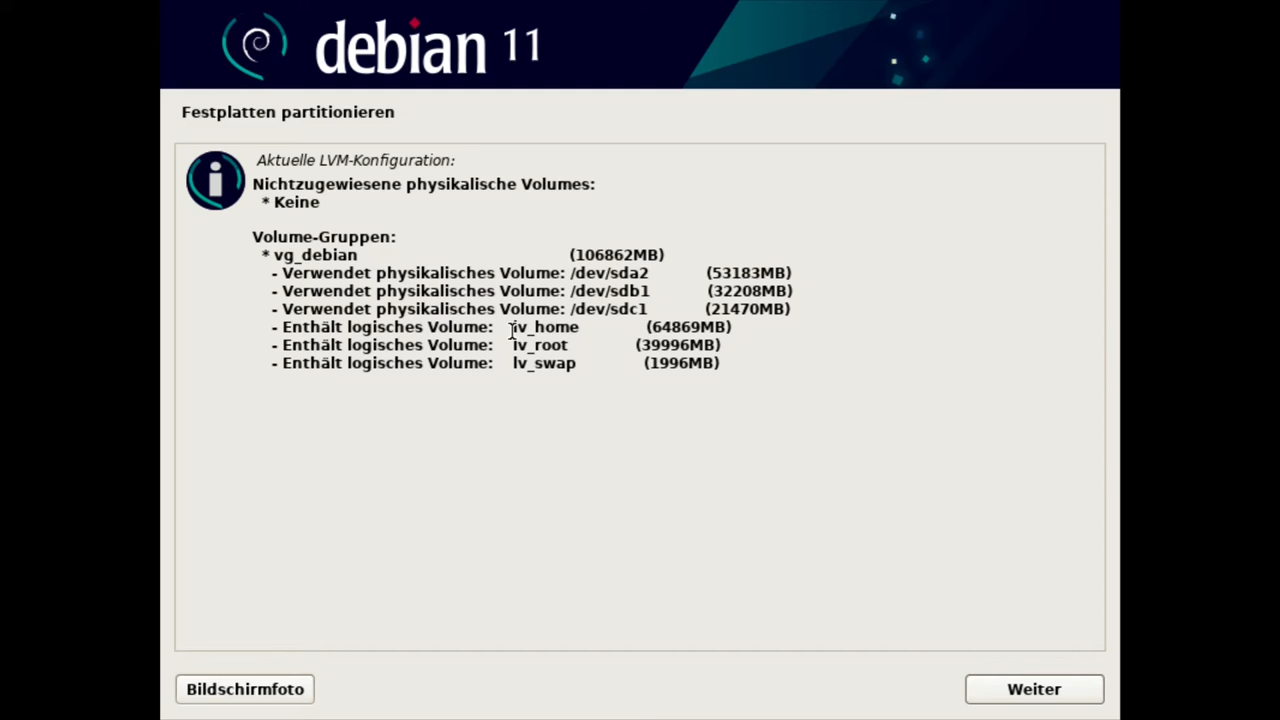 debian 11
Festplatten partitionieren
Aktuelle LVM-Konfiguration:
Nichtzugewiesene physikalische Volumes:
* Keine
Volume-Gruppen:
* vg_debian (106862MB)
- Verwendet physikalisches Volume: /dev/sda2 (53183MB)
- Verwendet physikalisches Volume: /dev/sdb1 (32208MB)
- Verwendet physikalisches Volume: /dev/sdc1 (21470MB)
- Enthält logisches Volume: lv_home (64869MB)
- Enthält logisches Volume: lv_root (39996MB)
- Enthält logisches Volume: lv_swap (1996MB)
Bildschirmfoto
Weiter